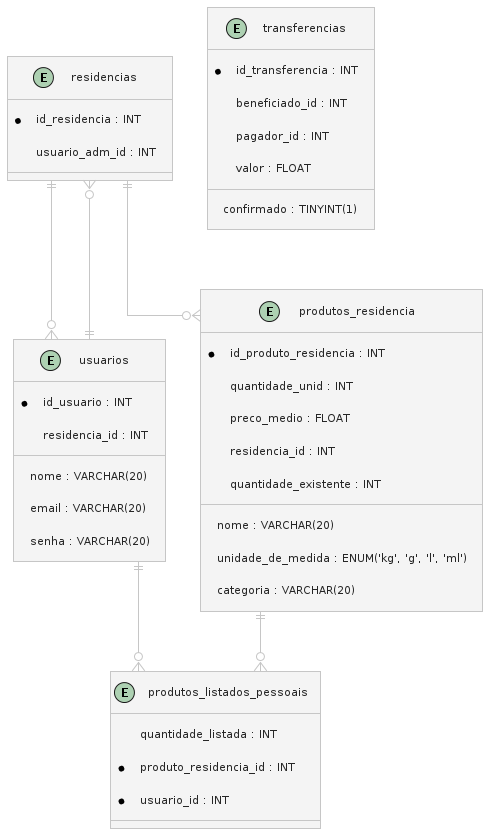 E transferencias
id_transferencia : INT
beneficiado_id : INT
pagador_id : INT
valor : FLOAT
confirmado : TINYINT(1)
E residencias
id_residencia : INT
usuario_adm_id : INT
E produtos_residencia
id_produto_residencia : INT
quantidade_unid : INT
preco_medio : FLOAT
residencia_id : INT
quantidade_existente : INT
nome : VARCHAR(20)
unidade_de_medida : ENUM('kg', 'g', 'l', 'ml')
categoria : VARCHAR(20)
E usuarios
id_usuario : INT
residencia_id : INT
nome : VARCHAR(20)
email : VARCHAR(20)
senha : VARCHAR(20)
E produtos_listados_pessoais
quantidade_listada : INT
produto_residencia_id : INT
usuario_id : INT